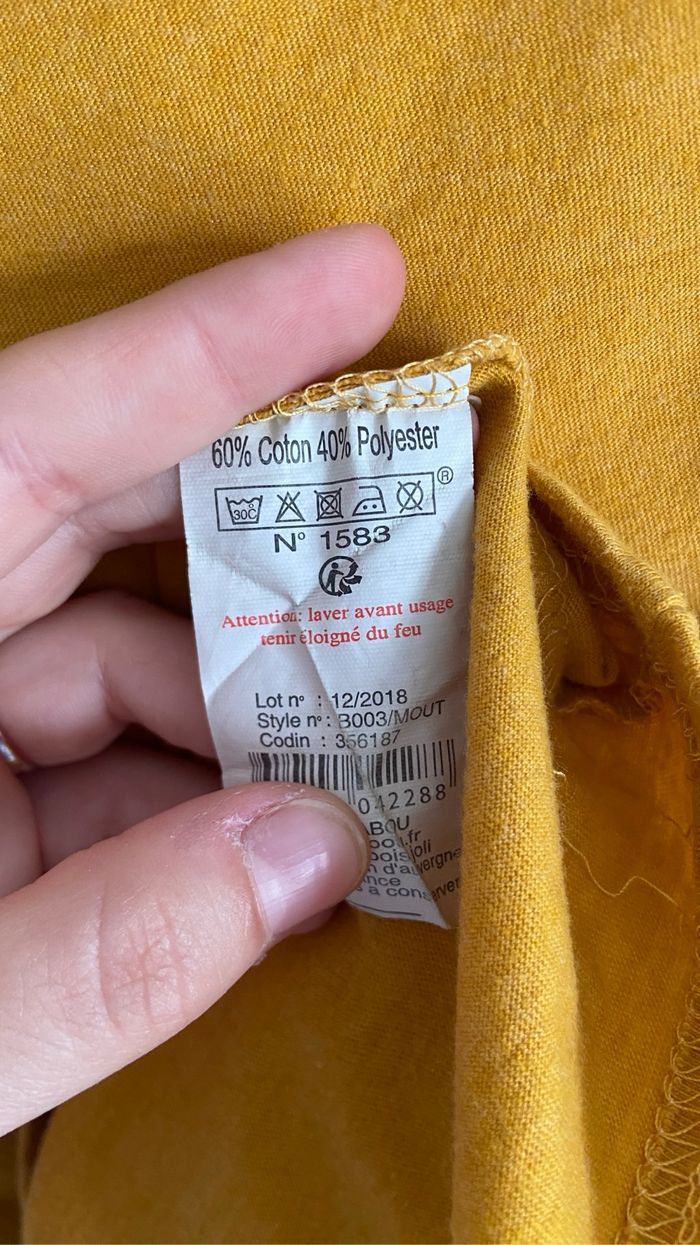 60% Coton 40% Polyester
30C
®
N° 1583
Attention: laver avant usage
tenir éloigné du feu
Lot n° : 12/2018
Style n° : B003/MOUT
Codin : 356187
042288